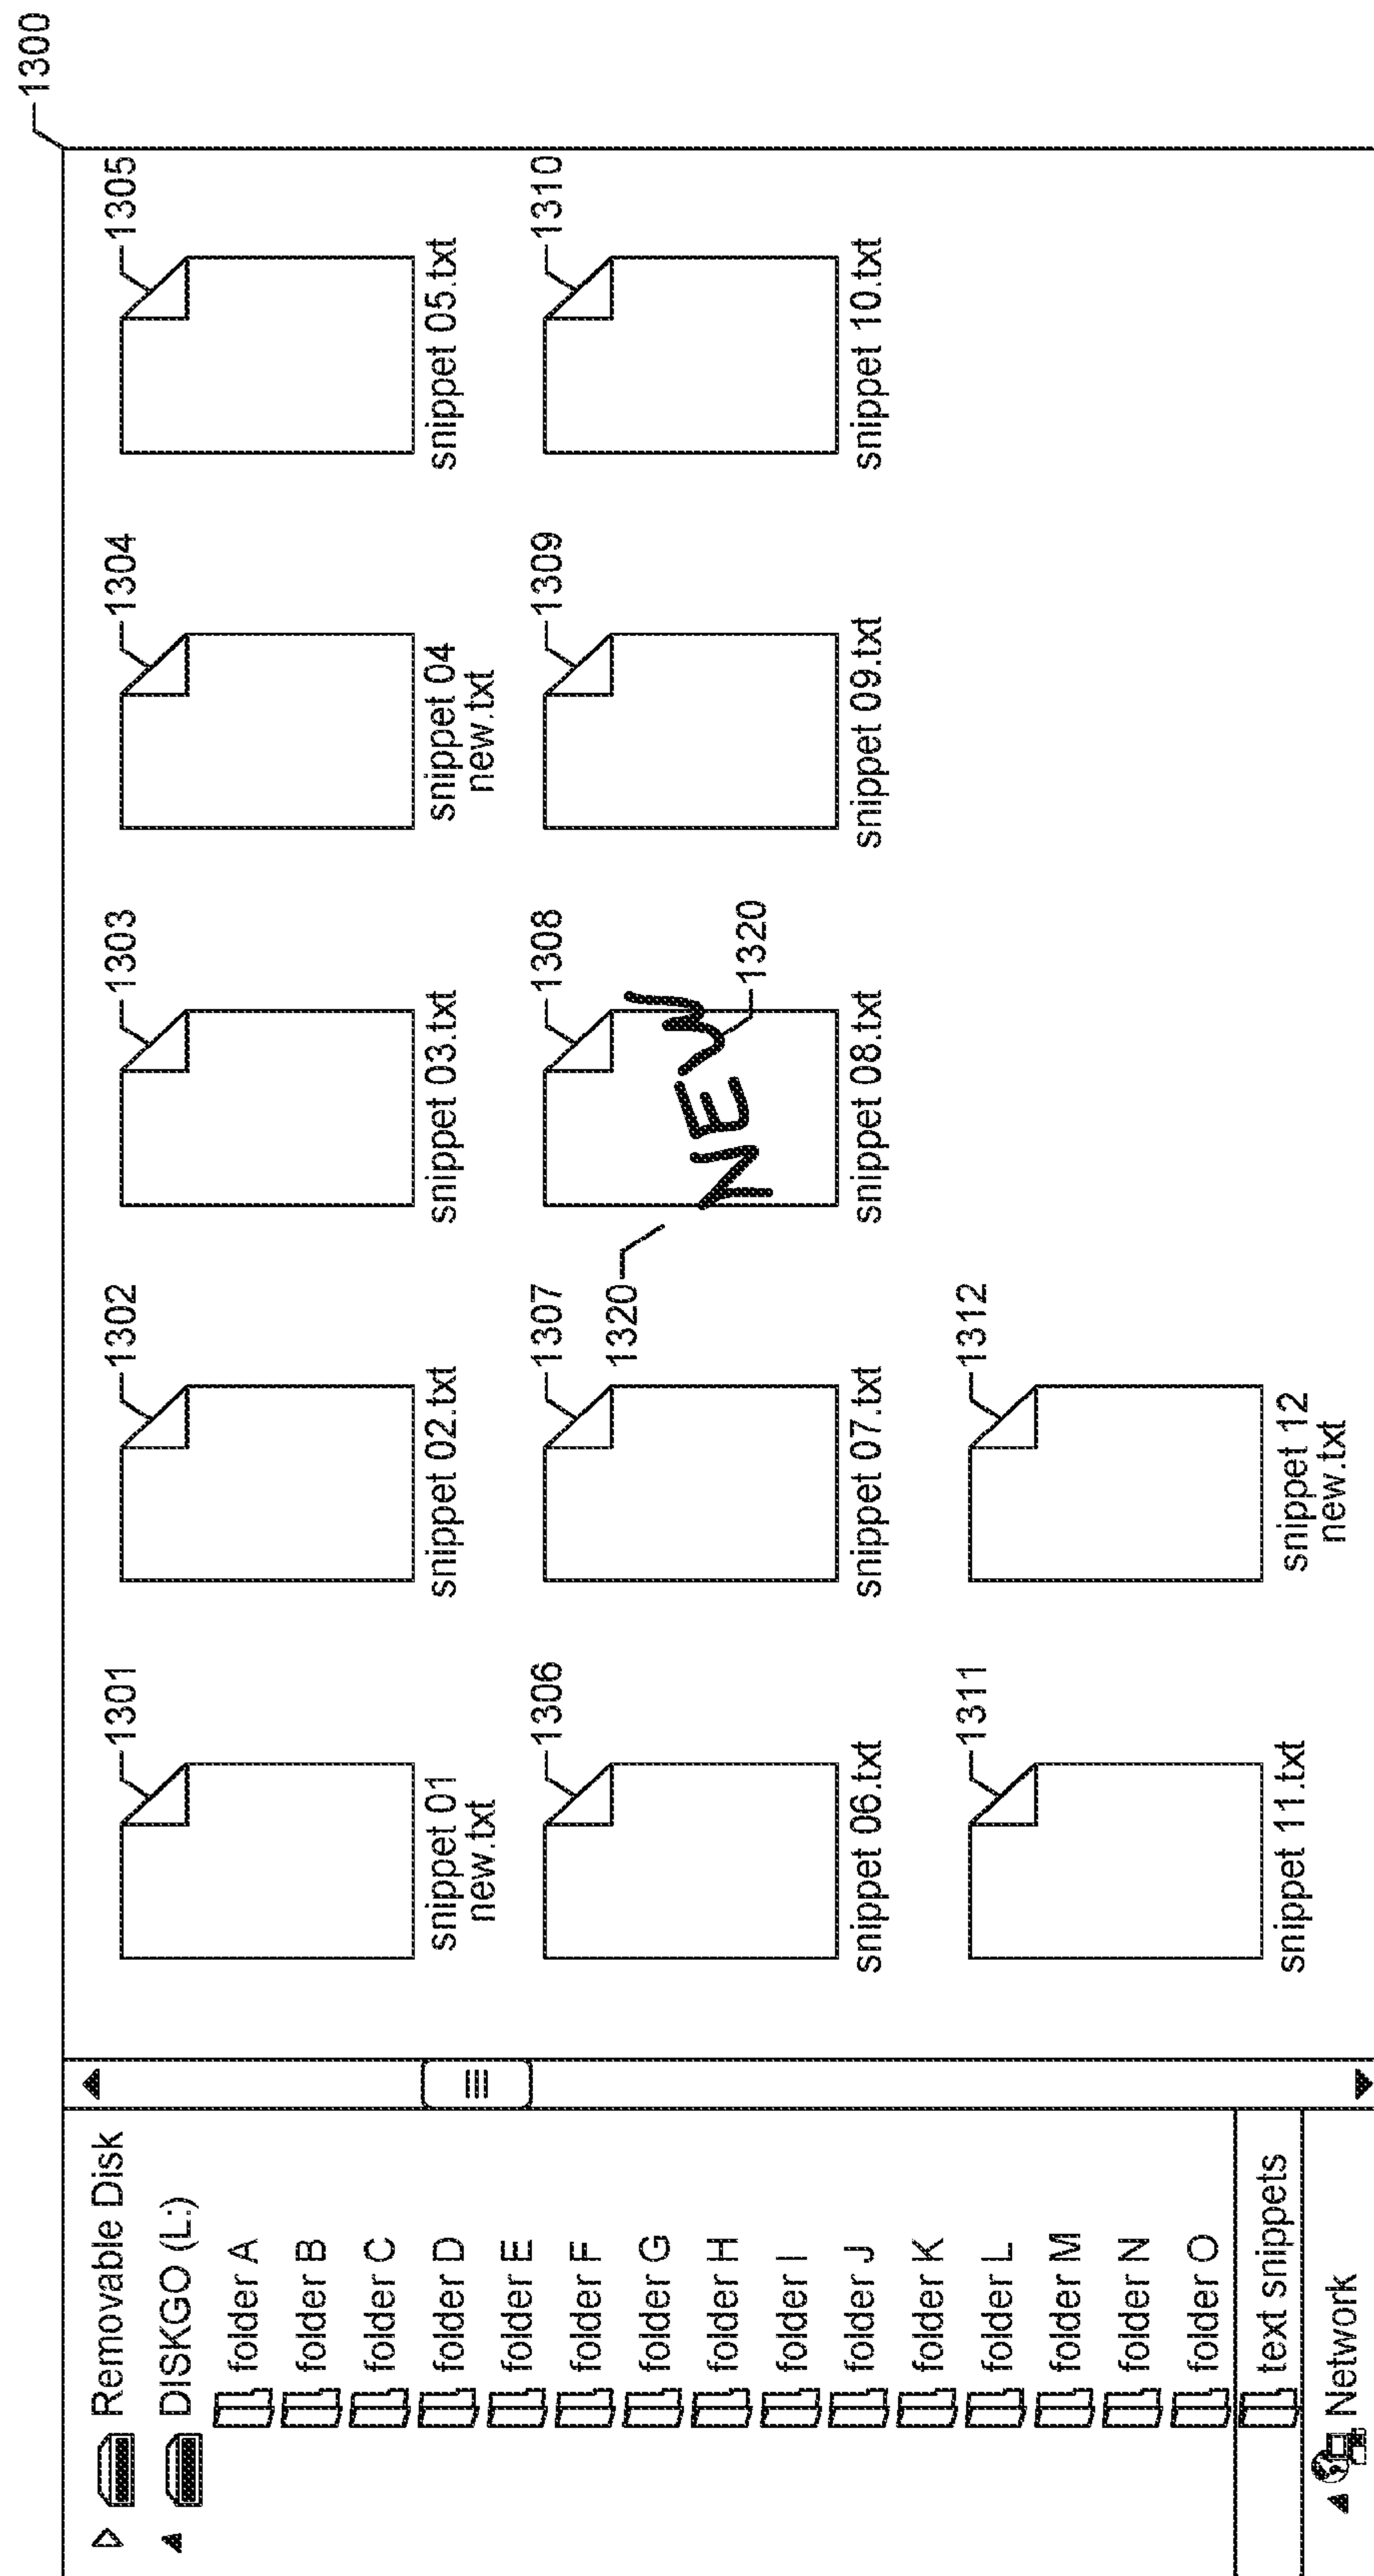 1300
Removable Disk
DISKGO (L:)
folder A
folder B
folder C
folder D
folder E
folder F
folder G
folder H
folder I
folder J
folder K
folder L
folder M
folder N
folder O
text snippets
Network
1301
1302
1303
1304
1305
snippet 01
new.txt
snippet 02.txt
snippet 03.txt
snippet 04
new.txt
snippet 05.txt
1306
1307
1308
1309
1310
1320
NEW
1320
snippet 06.txt
snippet 07.txt
snippet 08.txt
snippet 09.txt
snippet 10.txt
1311
1312
snippet 11.txt
snippet 12
new.txt